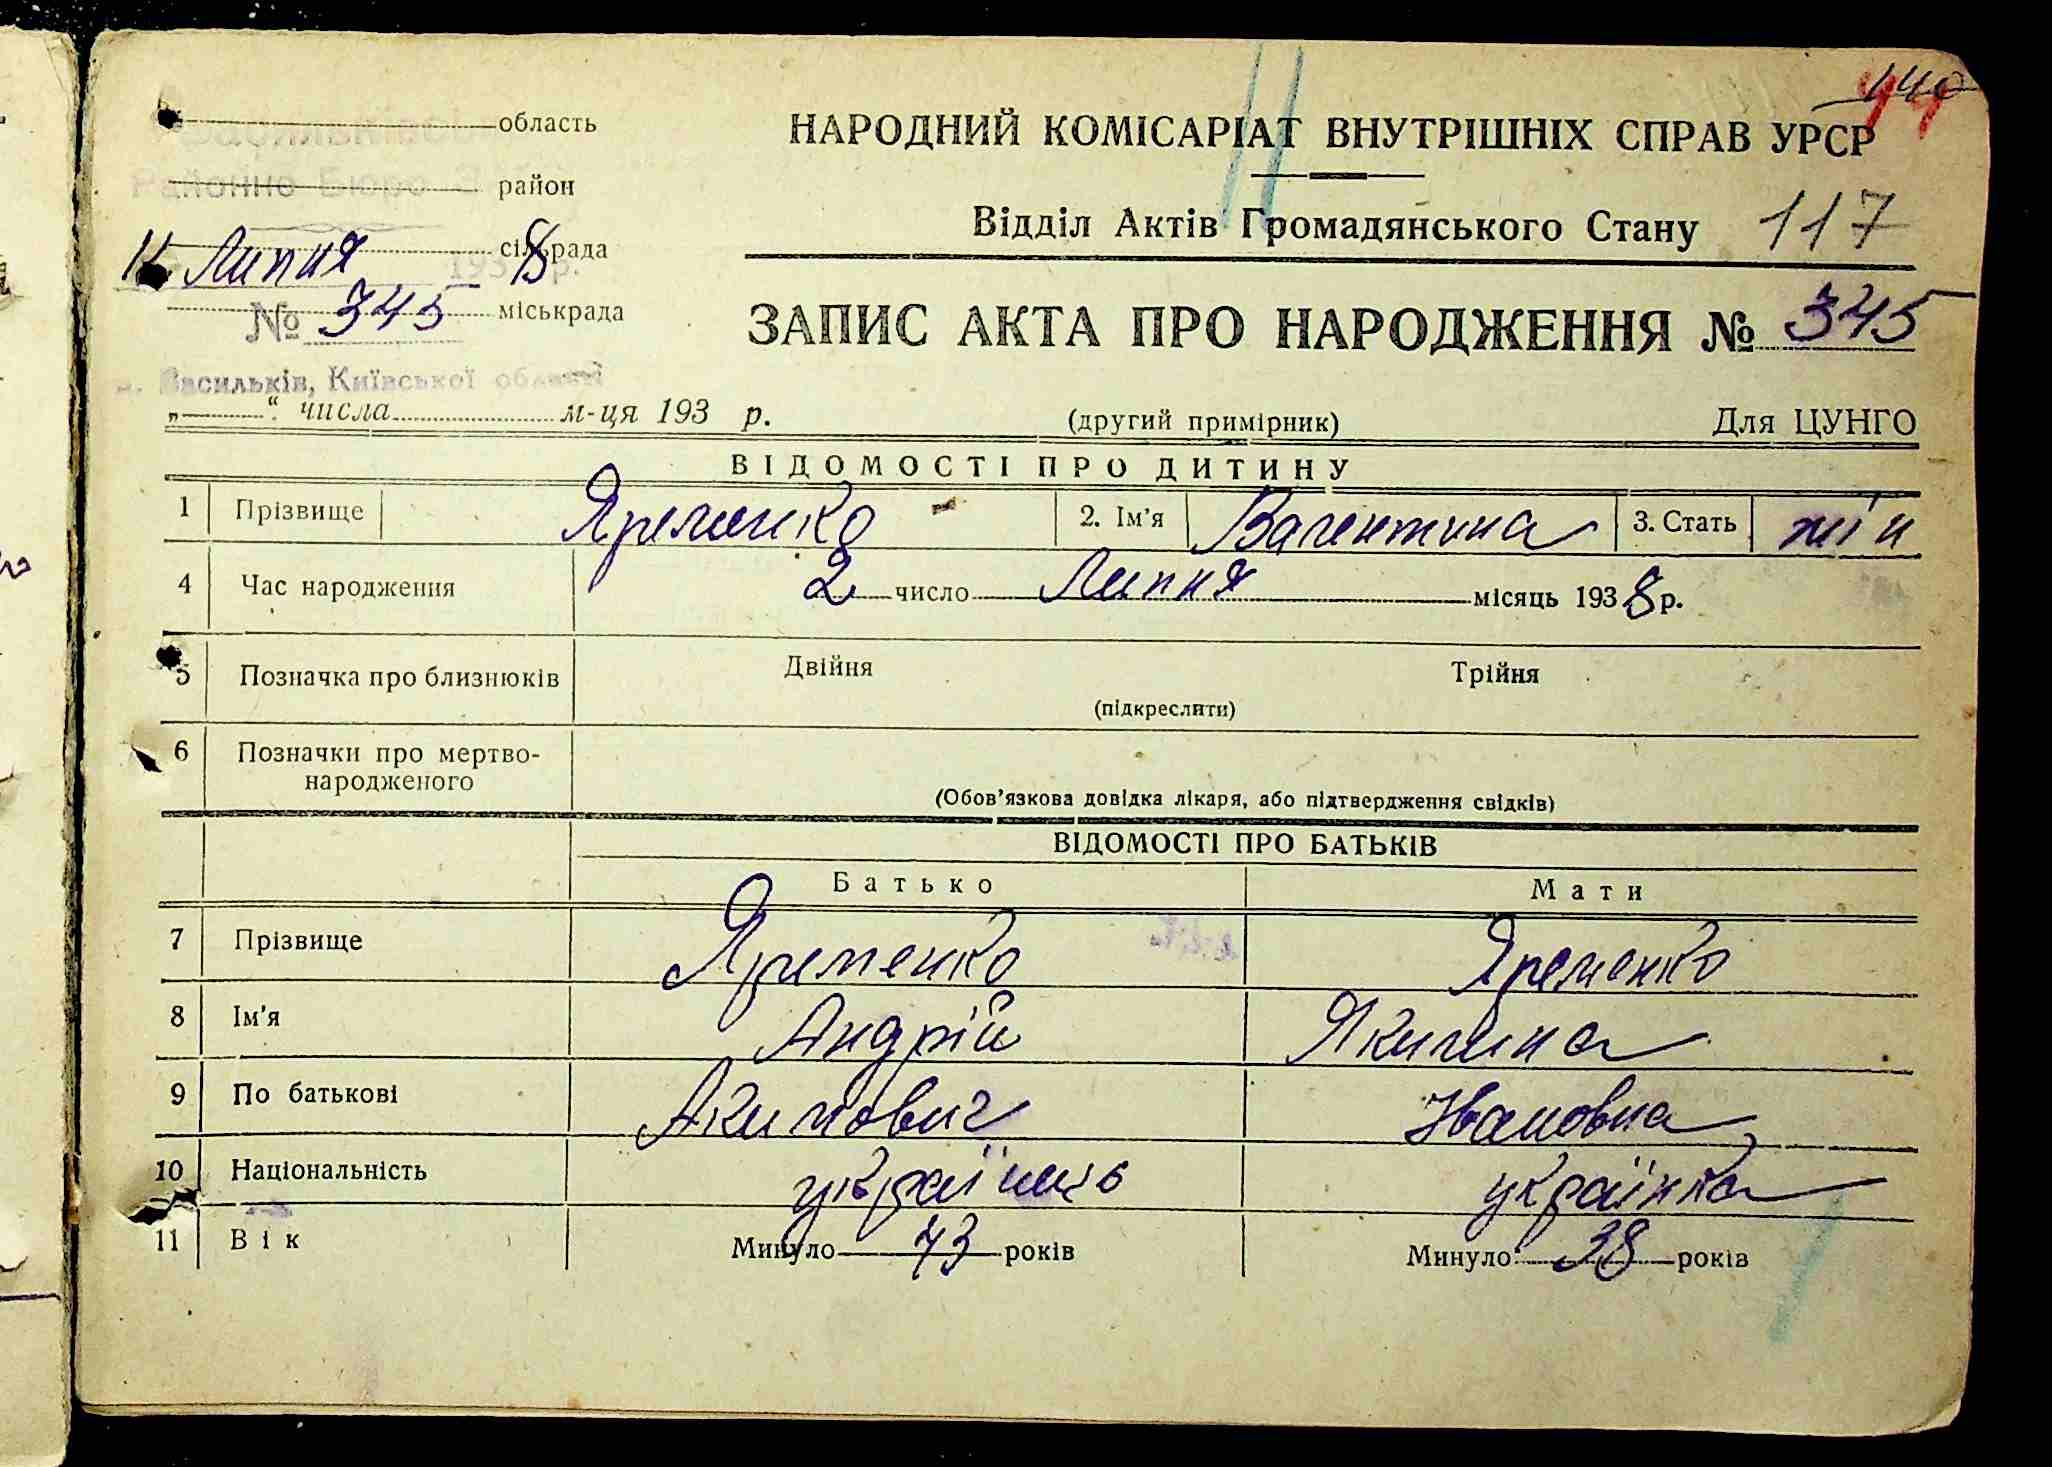 область
Районне Бюро район
сільрада
11 Липня 1938 р.
міськрада
№ 345
м. Васильків, Київської області
„ “ числа м-ця 193 р.
НАРОДНИЙ КОМІСАРІАТ ВНУТРІШНІХ СПРАВ УРСР
Відділ Актів Громадянського Стану 117
ЗАПИС АКТА ПРО НАРОДЖЕННЯ № 345
(другий примірник) Для ЦУНГО
ВІДОМОСТІ ПРО ДИТИНУ
1 Прізвище Яременко 2. Ім’я Валентина 3. Стать жін
4 Час народження 2 число Липня місяць 1938 р.
5 Позначка про близнюків Двійня Трійня
(підкреслити)
6 Позначки про мертво-
народженого
(Обов’язкова довідка лікаря, або підтвердження свідків)
ВІДОМОСТІ ПРО БАТЬКІВ
Батько Мати
7 Прізвище Яременко Яременко
8 Ім’я Андрій Якилина
9 По батькові Акимович Івановна
10 Національність українець українка
11 Вік Минуло 43 років Минуло 38 років